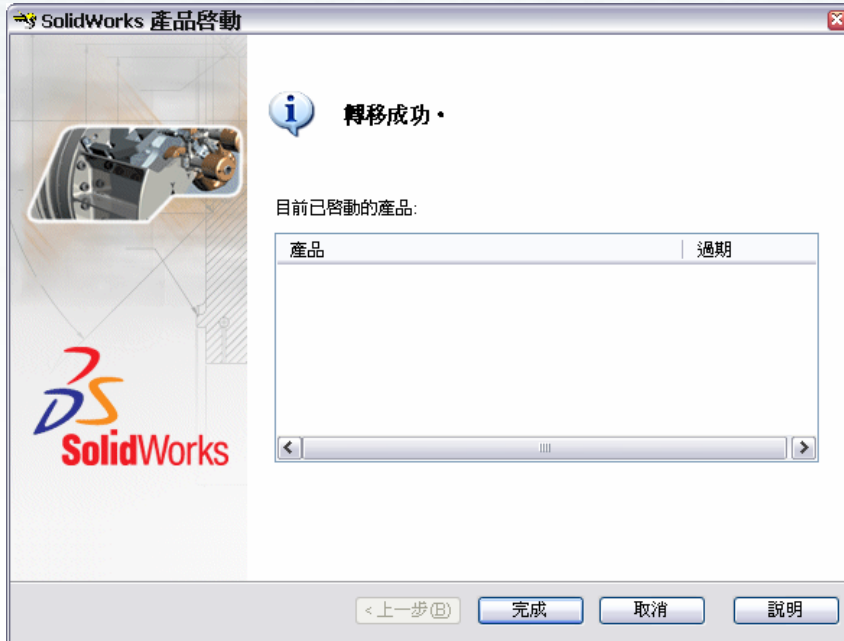 SolidWorks 產品啓動
轉移成功。
目前已啓動的產品:
產品 過期
SolidWorks
<上一步(B) 完成 取消 說明